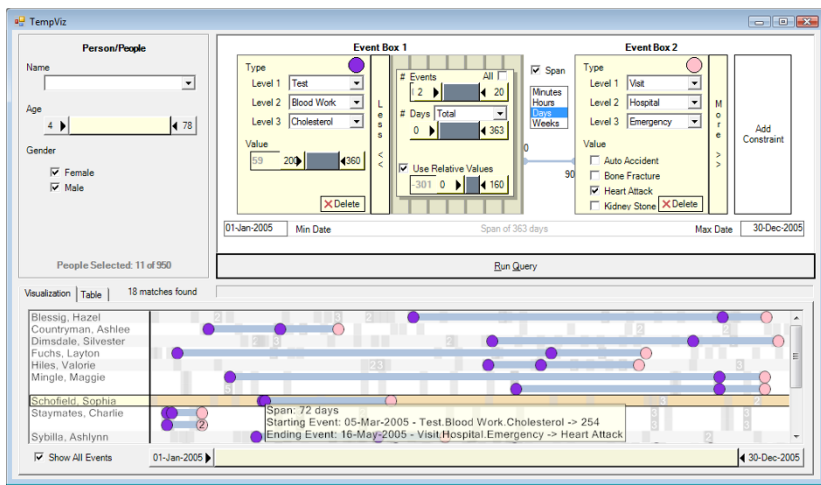 TempViz
Person/People
Name
Age
4
78
Gender
Female
Male
People Selected: 11 of 950
Event Box 1
Type
Level 1 Test
Level 2 Blood Work
Level 3 Cholesterol
Value
59 200 360
Delete
Less <<
# Events All
2 20
# Days Total
0 363
Use Relative Values
-301 0 160
Span
Minutes
Hours
Days
Weeks
0
90
Event Box 2
Type
Level 1 Visit
Level 2 Hospital
Level 3 Emergency
Value
Auto Accident
Bone Fracture
Heart Attack
Kidney Stone
Delete
More >>
Add
Constraint
01-Jan-2005 Min Date Span of 363 days Max Date 30-Dec-2005
Run Query
Visualization Table 18 matches found
Blessig, Hazel
Countryman, Ashlee
Dimsdale, Silvester
Fuchs, Layton
Hiles, Valorie
Mingle, Maggie
Schofield, Sophia
Staymates, Charlie
Sybilla, Ashlynn
Span: 72 days
Starting Event: 05-Mar-2005 - Test.Blood Work.Cholesterol -> 254
Ending Event: 16-May-2005 - Visit.Hospital.Emergency -> Heart Attack
2
Show All Events 01-Jan-2005 30-Dec-2005